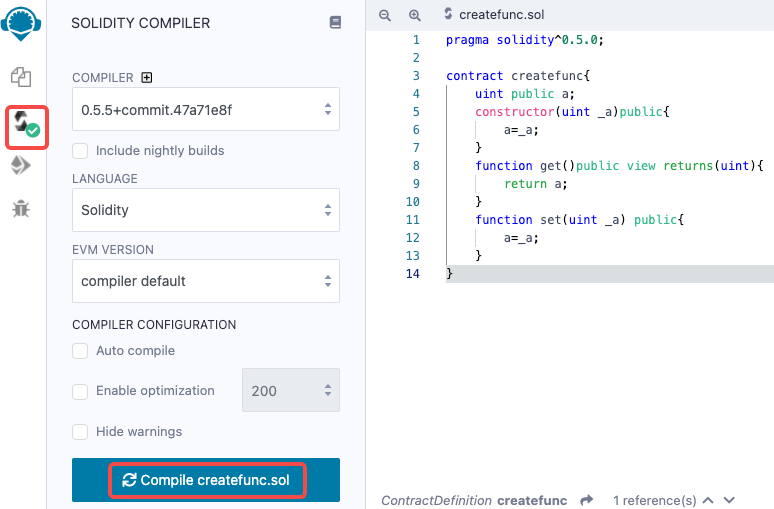 SOLIDITY COMPILER
COMPILER
0.5.5+commit.47a71e8f
Include nightly builds
LANGUAGE
Solidity
EVM VERSION
compiler default
COMPILER CONFIGURATION
Auto compile
Enable optimization 200
Hide warnings
Compile createfunc.sol
createfunc.sol
1 pragma solidity^0.5.0;
2
3 contract createfunc{
4 uint public a;
5 constructor(uint _a)public{
6 a=_a;
7 }
8 function get()public view returns(uint){
9 return a;
10 }
11 function set(uint _a) public{
12 a=_a;
13 }
14 }
ContractDefinition createfunc 1 reference(s)